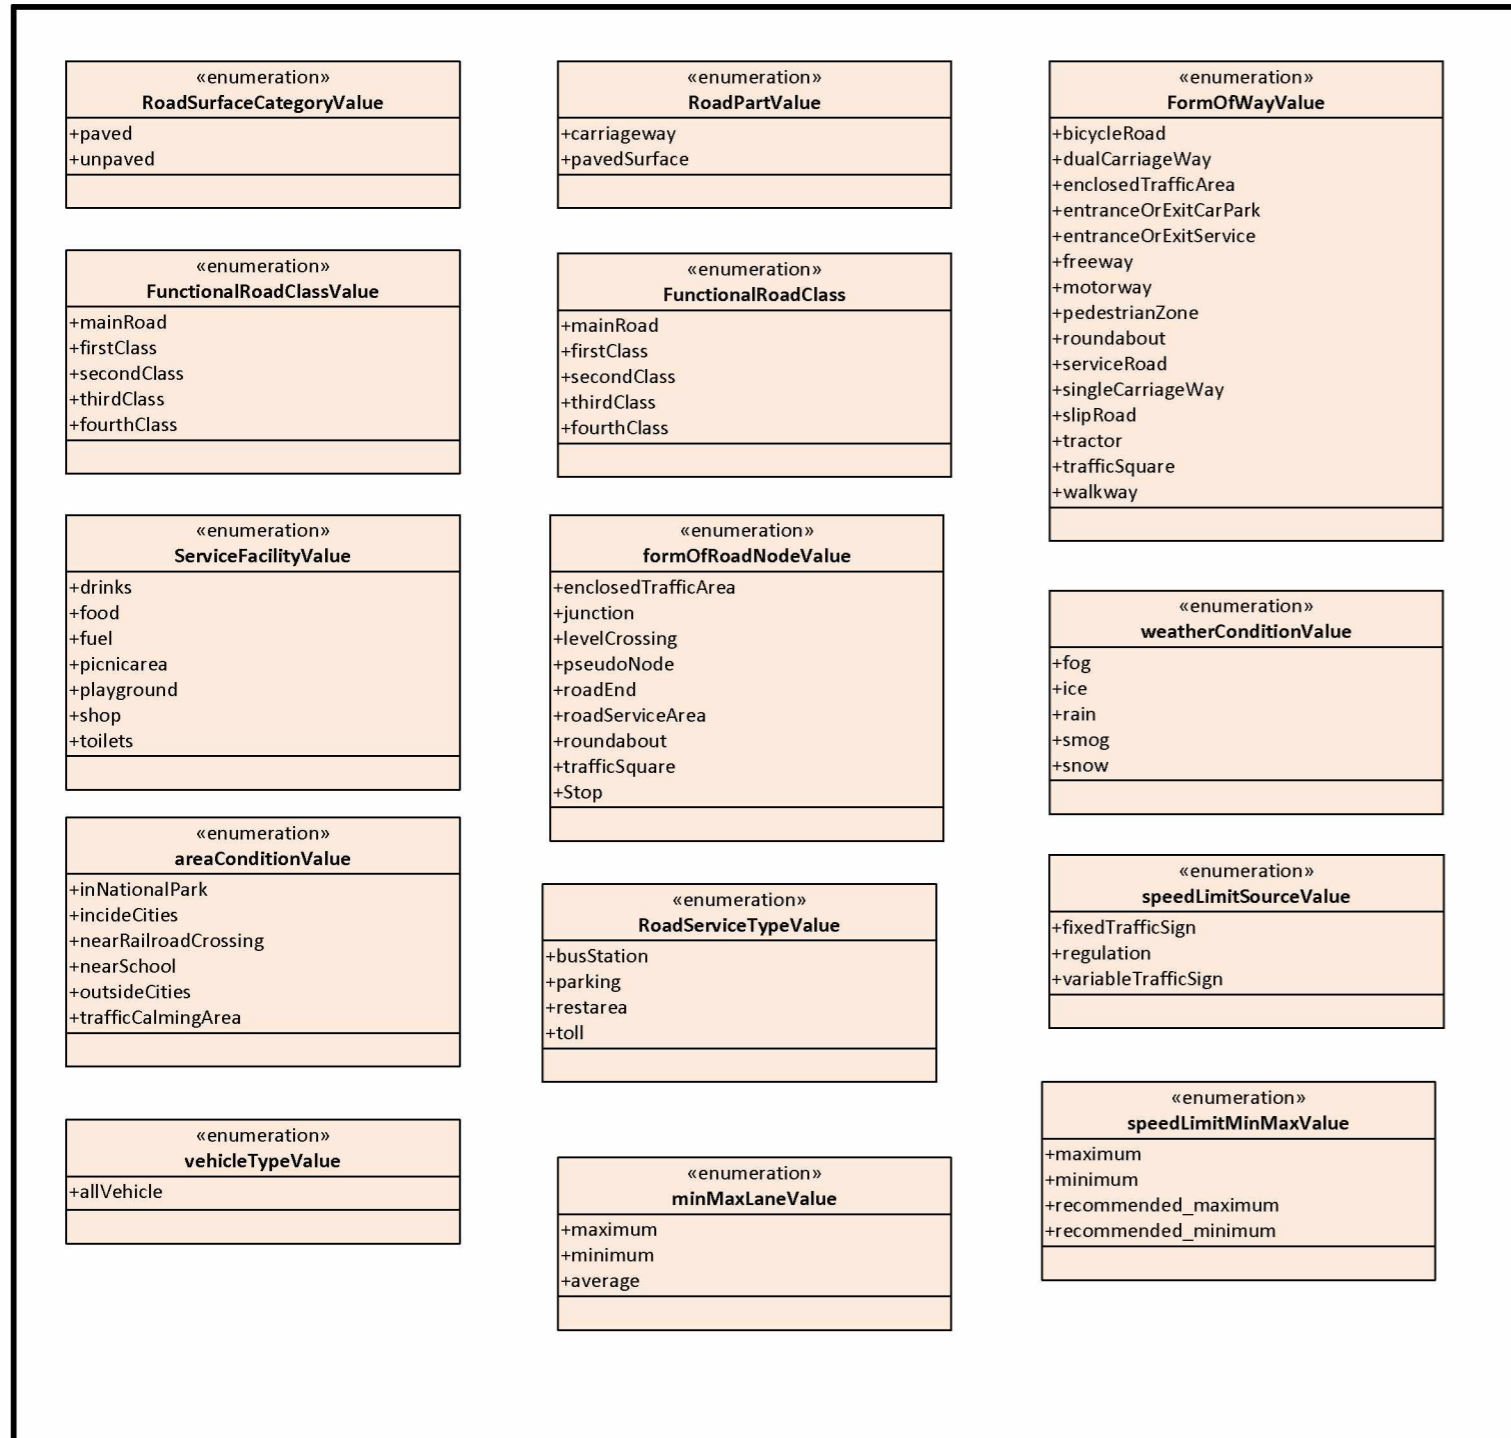 «enumeration»
RoadSurfaceCategoryValue
+paved
+unpaved
«enumeration»
RoadPartValue
+carriageway
+pavedSurface
«enumeration»
FormOfWayValue
+bicycleRoad
+dualCarriageWay
+enclosedTrafficArea
+entranceOrExitCarPark
+entranceOrExitService
+freeway
+motorway
+pedestrianZone
+roundabout
+serviceRoad
+singleCarriageWay
+slipRoad
+tractor
+trafficSquare
+walkway
«enumeration»
FunctionalRoadClassValue
+mainRoad
+firstClass
+secondClass
+thirdClass
+fourthClass
«enumeration»
FunctionalRoadClass
+mainRoad
+firstClass
+secondClass
+thirdClass
+fourthClass
«enumeration»
ServiceFacilityValue
+drinks
+food
+fuel
+picnicarea
+playground
+shop
+toilets
«enumeration»
formOfRoadNodeValue
+enclosedTrafficArea
+junction
+levelCrossing
+pseudoNode
+roadEnd
+roadServiceArea
+roundabout
+trafficSquare
+Stop
«enumeration»
weatherConditionValue
+fog
+ice
+rain
+smog
+snow
«enumeration»
areaConditionValue
+inNationalPark
+incideCities
+nearRailroadCrossing
+nearSchool
+outsideCities
+trafficCalmingArea
«enumeration»
RoadServiceTypeValue
+busStation
+parking
+restarea
+toll
«enumeration»
speedLimitSourceValue
+fixedTrafficSign
+regulation
+variableTrafficSign
«enumeration»
vehicleTypeValue
+allVehicle
«enumeration»
minMaxLaneValue
+maximum
+minimum
+average
«enumeration»
speedLimitMinMaxValue
+maximum
+minimum
+recommended_maximum
+recommended_minimum